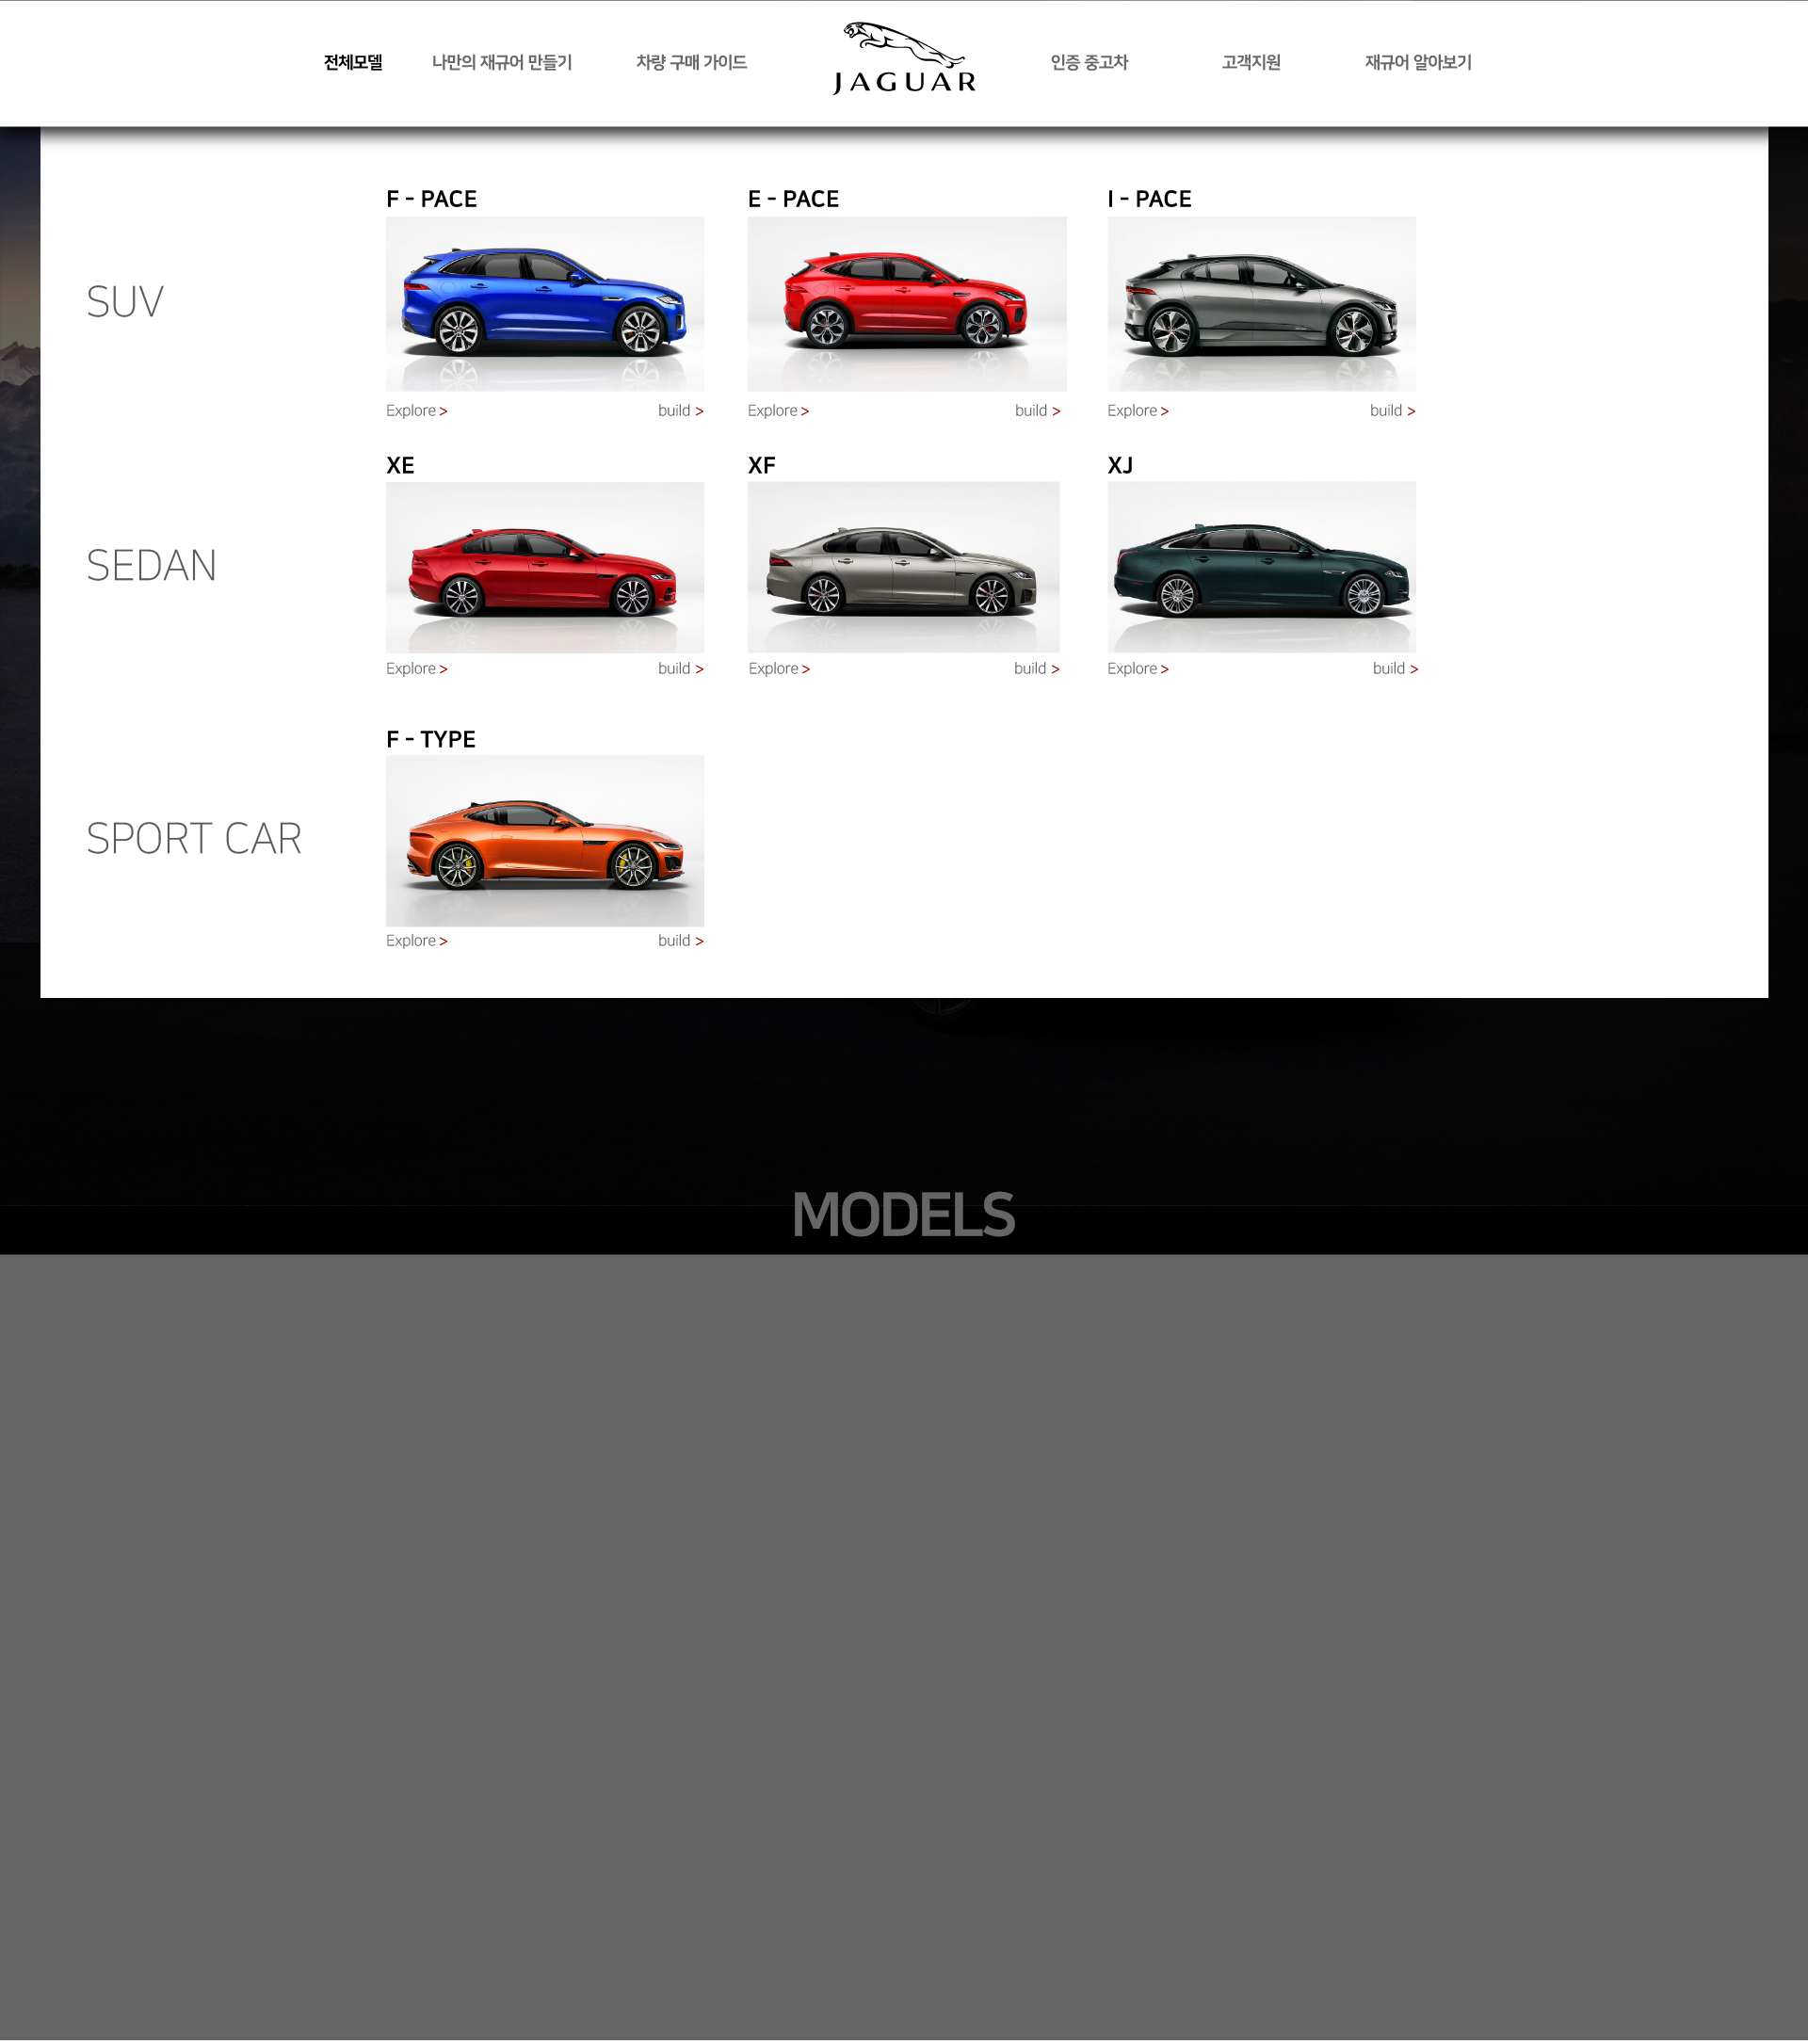 전체모델 나만의 재규어 만들기 차량 구매 가이드 JAGUAR 인증 중고차 고객지원 재규어 알아보기
F - PACE E - PACE I - PACE
SUV
Explore > build > Explore > build > Explore > build >
XE XF XJ
SEDAN
Explore > build > Explore > build > Explore > build >
F - TYPE
SPORT CAR
Explore > build >
MODELS